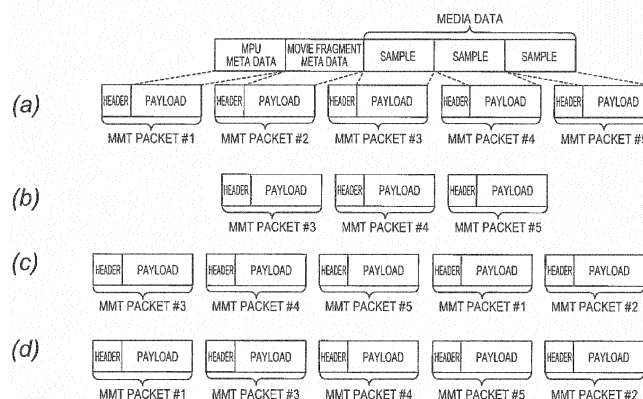 MEDIA DATA
MPU META DATA MOVIE FRAGMENT META DATA SAMPLE SAMPLE SAMPLE
(a)
HEADER PAYLOAD HEADER PAYLOAD HEADER PAYLOAD HEADER PAYLOAD HEADER PAYLOAD
MMT PACKET #1 MMT PACKET #2 MMT PACKET #3 MMT PACKET #4 MMT PACKET #5
(b)
HEADER PAYLOAD HEADER PAYLOAD HEADER PAYLOAD
MMT PACKET #3 MMT PACKET #4 MMT PACKET #5
(c)
HEADER PAYLOAD HEADER PAYLOAD HEADER PAYLOAD HEADER PAYLOAD HEADER PAYLOAD
MMT PACKET #3 MMT PACKET #4 MMT PACKET #5 MMT PACKET #1 MMT PACKET #2
(d)
HEADER PAYLOAD HEADER PAYLOAD HEADER PAYLOAD HEADER PAYLOAD HEADER PAYLOAD
MMT PACKET #1 MMT PACKET #3 MMT PACKET #4 MMT PACKET #5 MMT PACKET #2